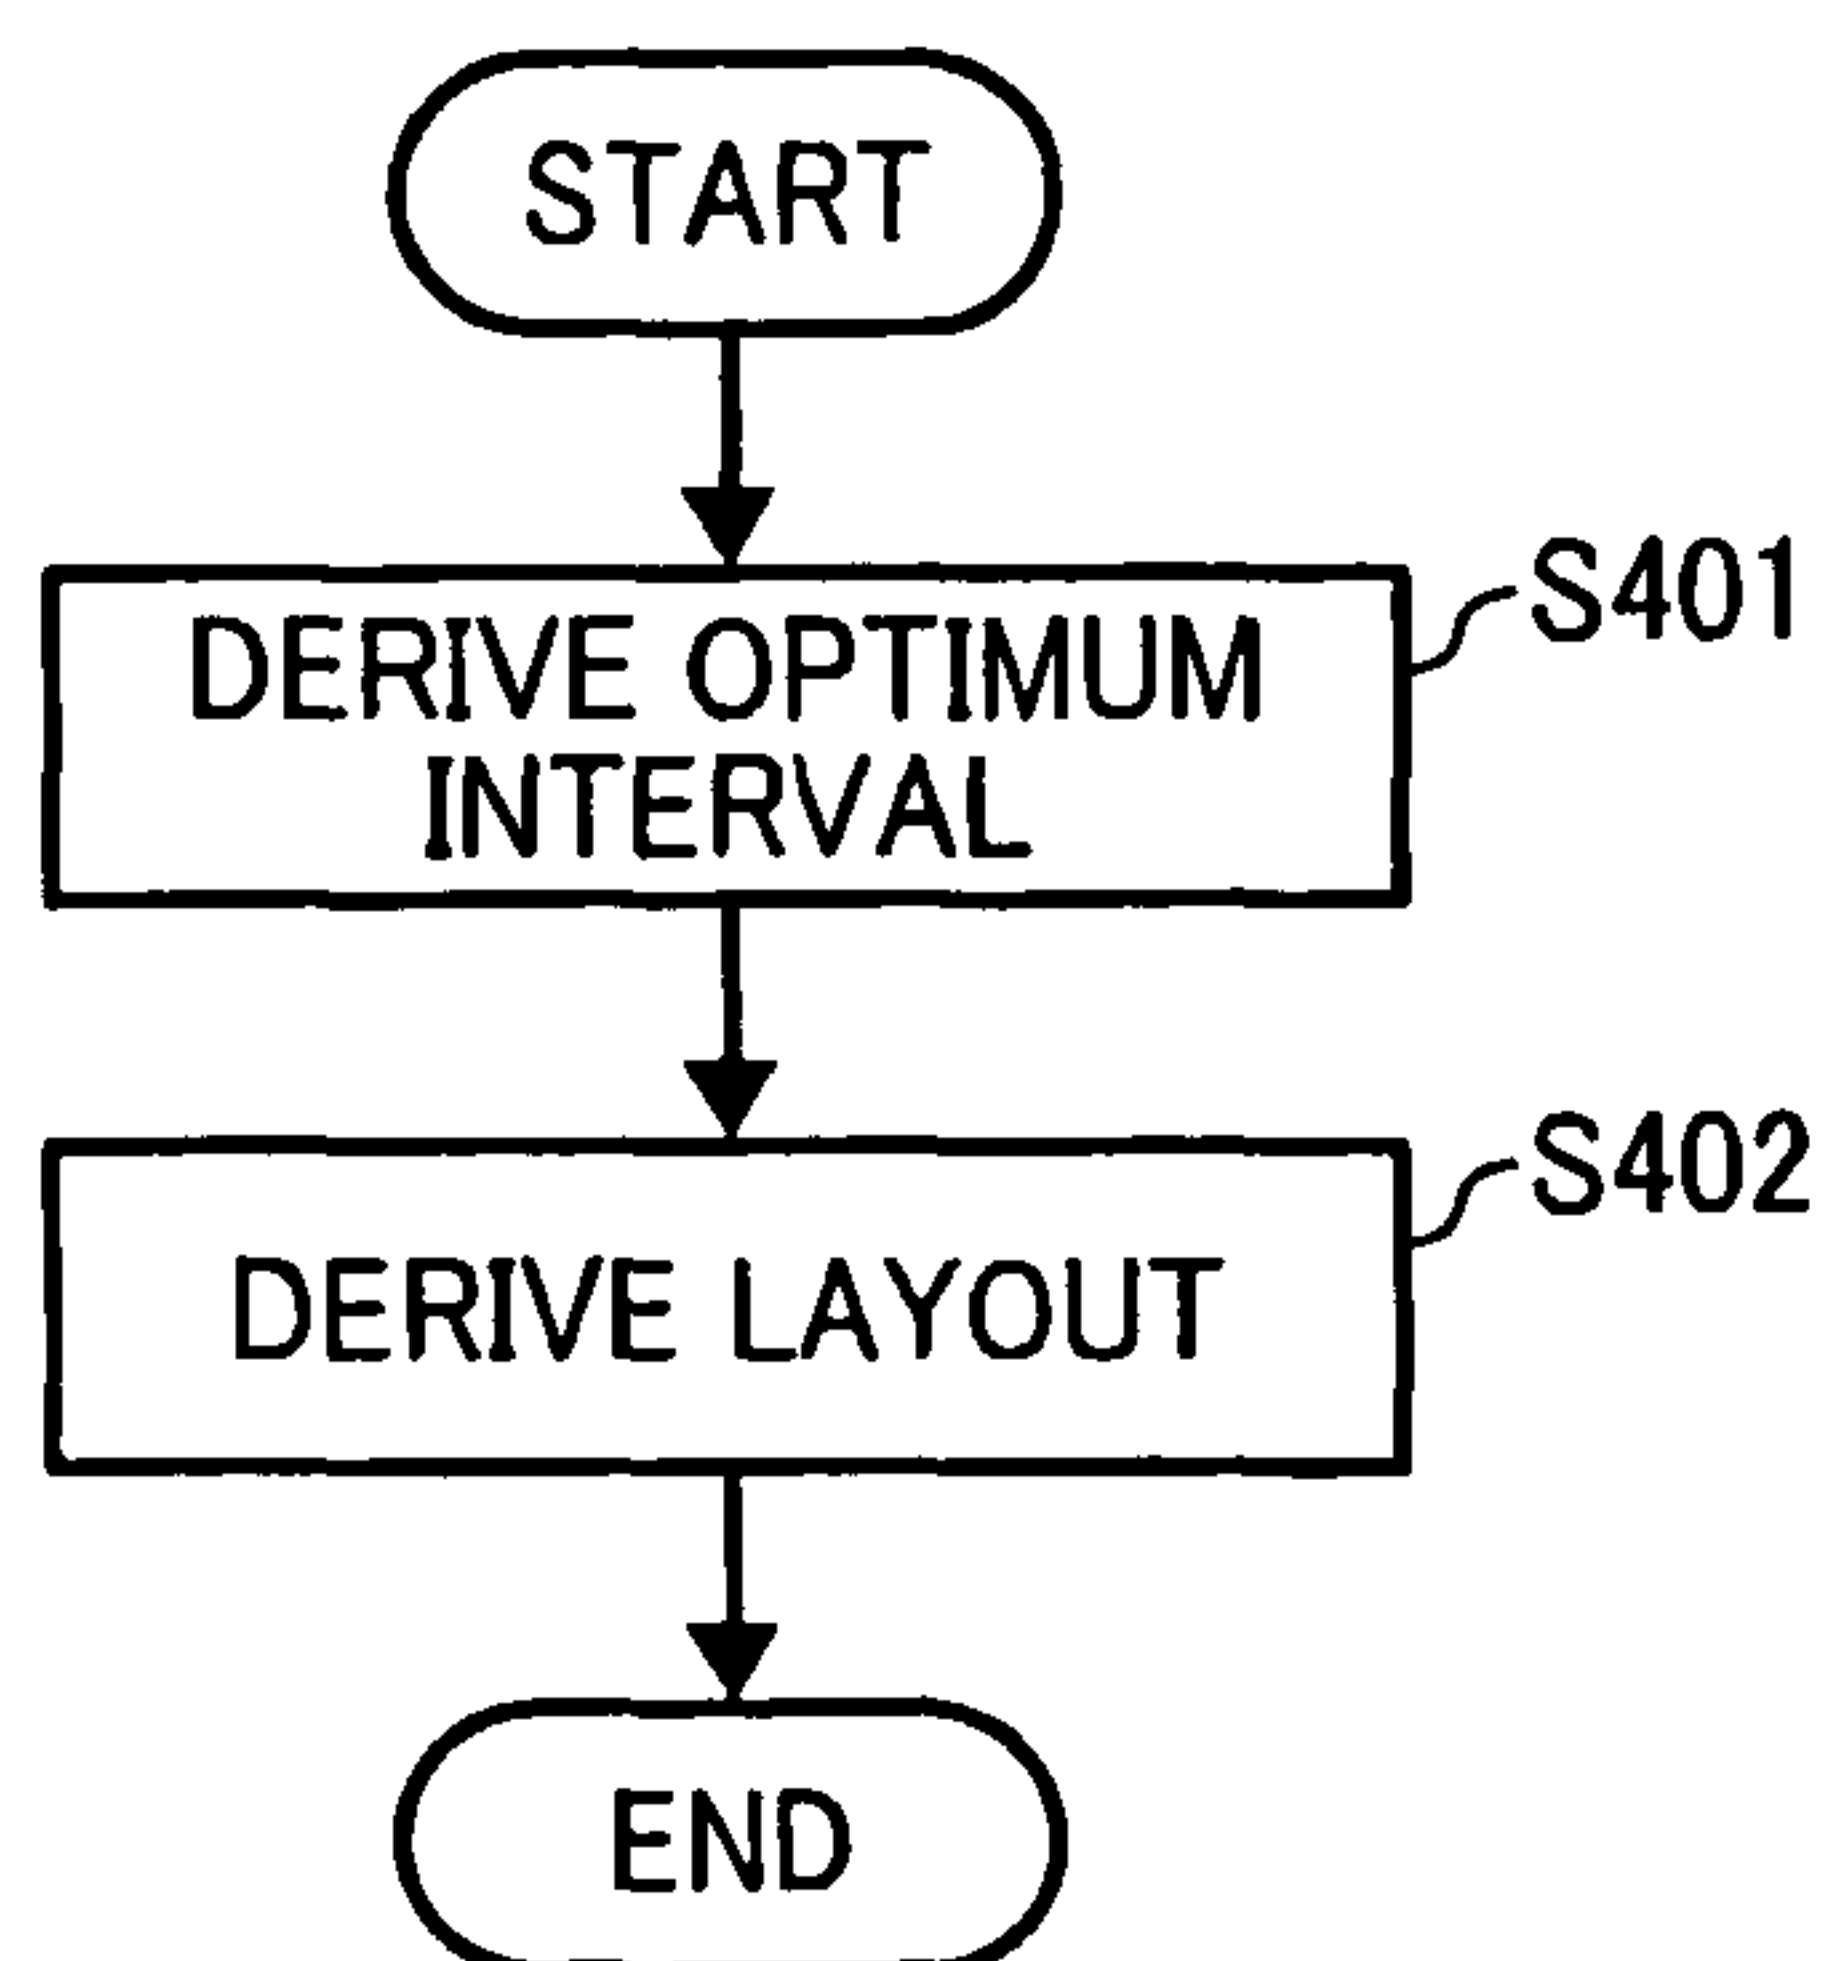 START
S401
DERIVE OPTIMUM
INTERVAL
S402
DERIVE LAYOUT
END